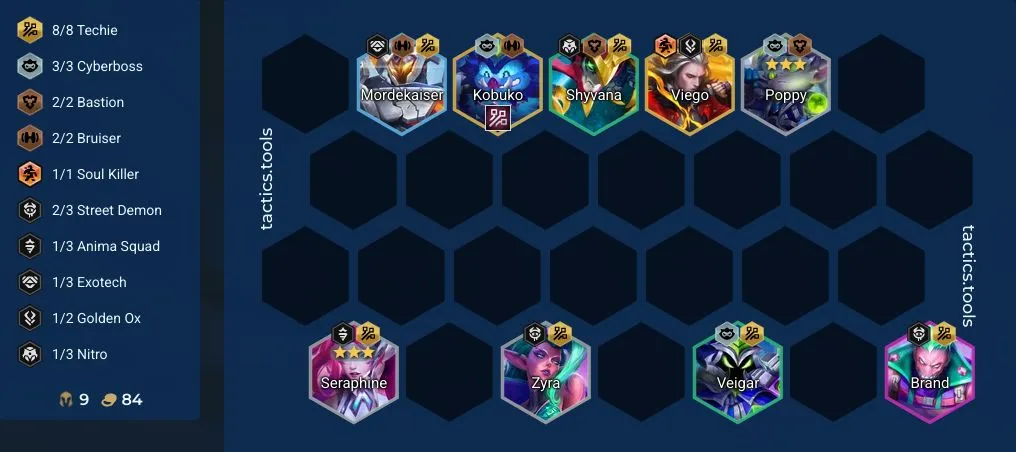 8/8 Techie
3/3 Cyberboss
2/2 Bastion
2/2 Bruiser
1/1 Soul Killer
2/3 Street Demon
1/3 Anima Squad
1/3 Exotech
1/2 Golden Ox
1/3 Nitro
9 84
Mordekaiser Kobuko Shyvana Viego Poppy
tactics.tools
tactics.tools
Seraphine Zyra Veigar Brand